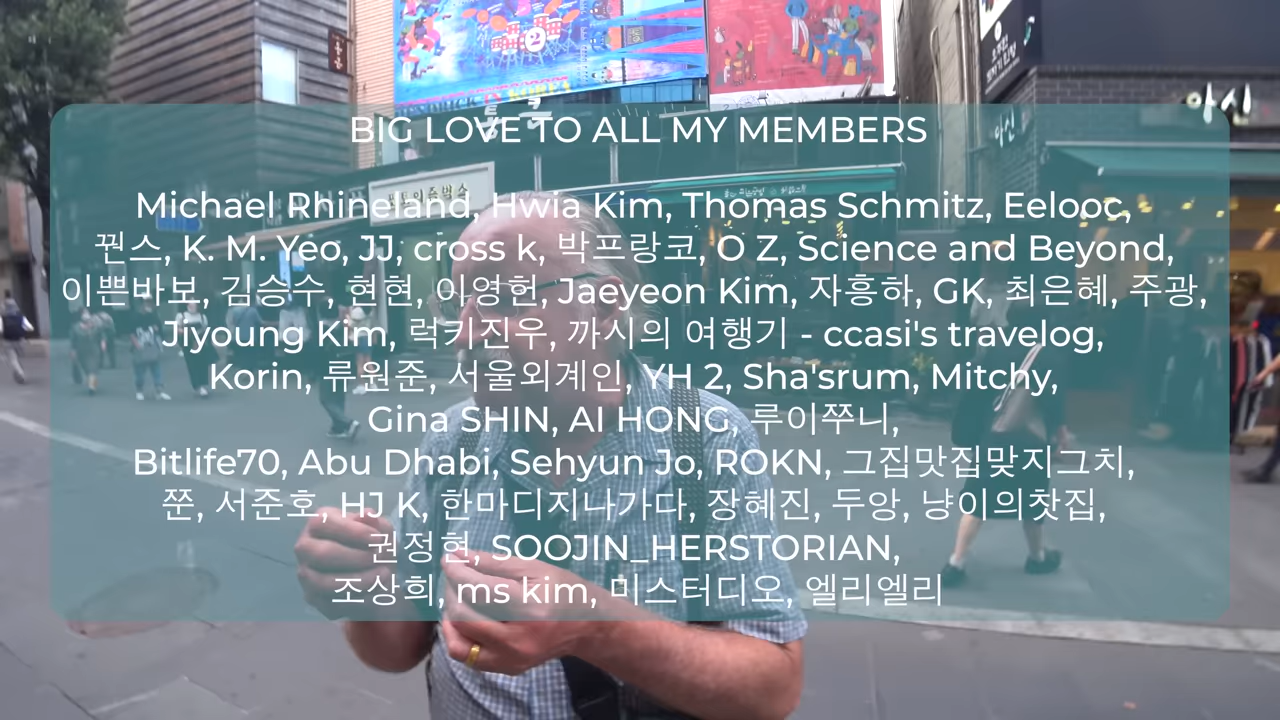 아신
BIG LOVE TO ALL MY MEMBERS
Michael Rhineland, Hwia Kim, Thomas Schmitz, Eelooc,
꿘스, K. M. Yeo, JJ, cross k, 박프랑코, O Z, Science and Beyond,
이쁜바보, 김승수, 현현, 이영헌, Jaeyeon Kim, 자흥하, GK, 최은혜, 주광,
Jiyoung Kim, 럭키진우, 까시의 여행기 - ccasi's travelog,
Korin, 류원준, 서울외계인, YH 2, Sha'srum, Mitchy,
Gina SHIN, AI HONG, 루이쭈니,
Bitlife70, Abu Dhabi, Sehyun Jo, ROKN, 그집맛집맞지그치,
쭌, 서준호, HJ K, 한마디지나가다, 장혜진, 두앙, 냥이의찻집,
권정현, SOOJIN_HERSTORIAN,
조상희, ms kim, 미스터디오, 엘리엘리